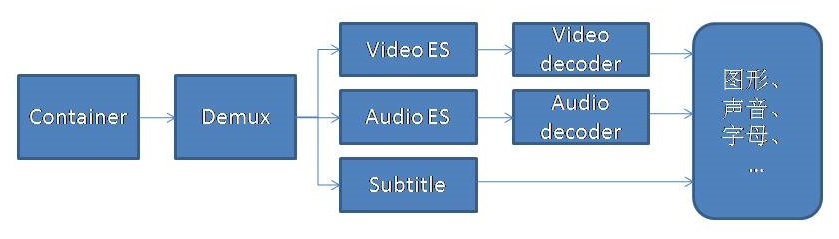 Container
Demux
Video ES
Audio ES
Subtitle
Video
decoder
Audio
decoder
图形、
声音、
字母、
...